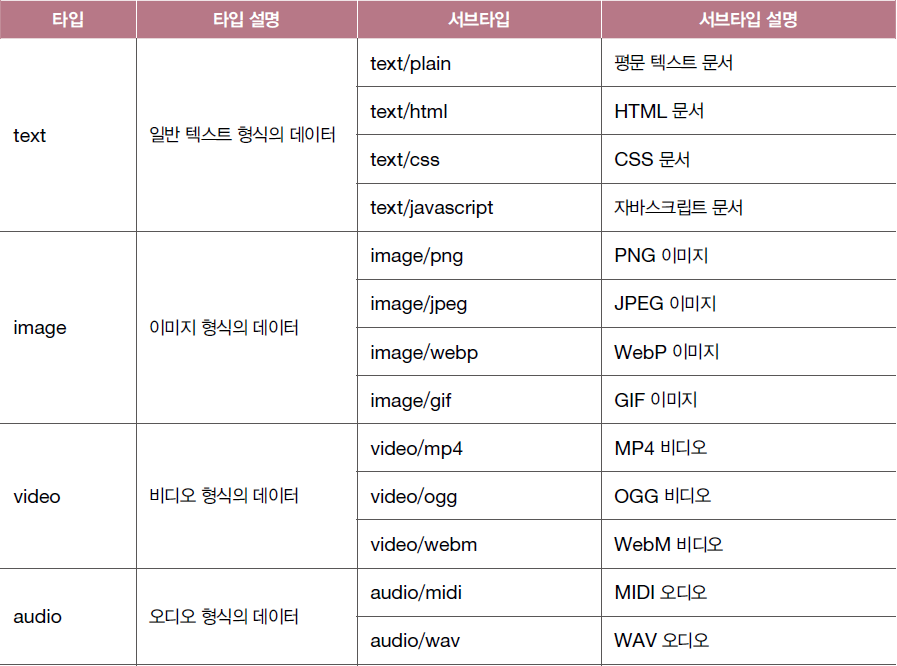 타입 타입 설명 서브타입 서브타입 설명
text 일반 텍스트 형식의 데이터 text/plain 평문 텍스트 문서
text/html HTML 문서
text/css CSS 문서
text/javascript 자바스크립트 문서
image 이미지 형식의 데이터 image/png PNG 이미지
image/jpeg JPEG 이미지
image/webp WebP 이미지
image/gif GIF 이미지
video 비디오 형식의 데이터 video/mp4 MP4 비디오
video/ogg OGG 비디오
video/webm WebM 비디오
audio 오디오 형식의 데이터 audio/midi MIDI 오디오
audio/wav WAV 오디오